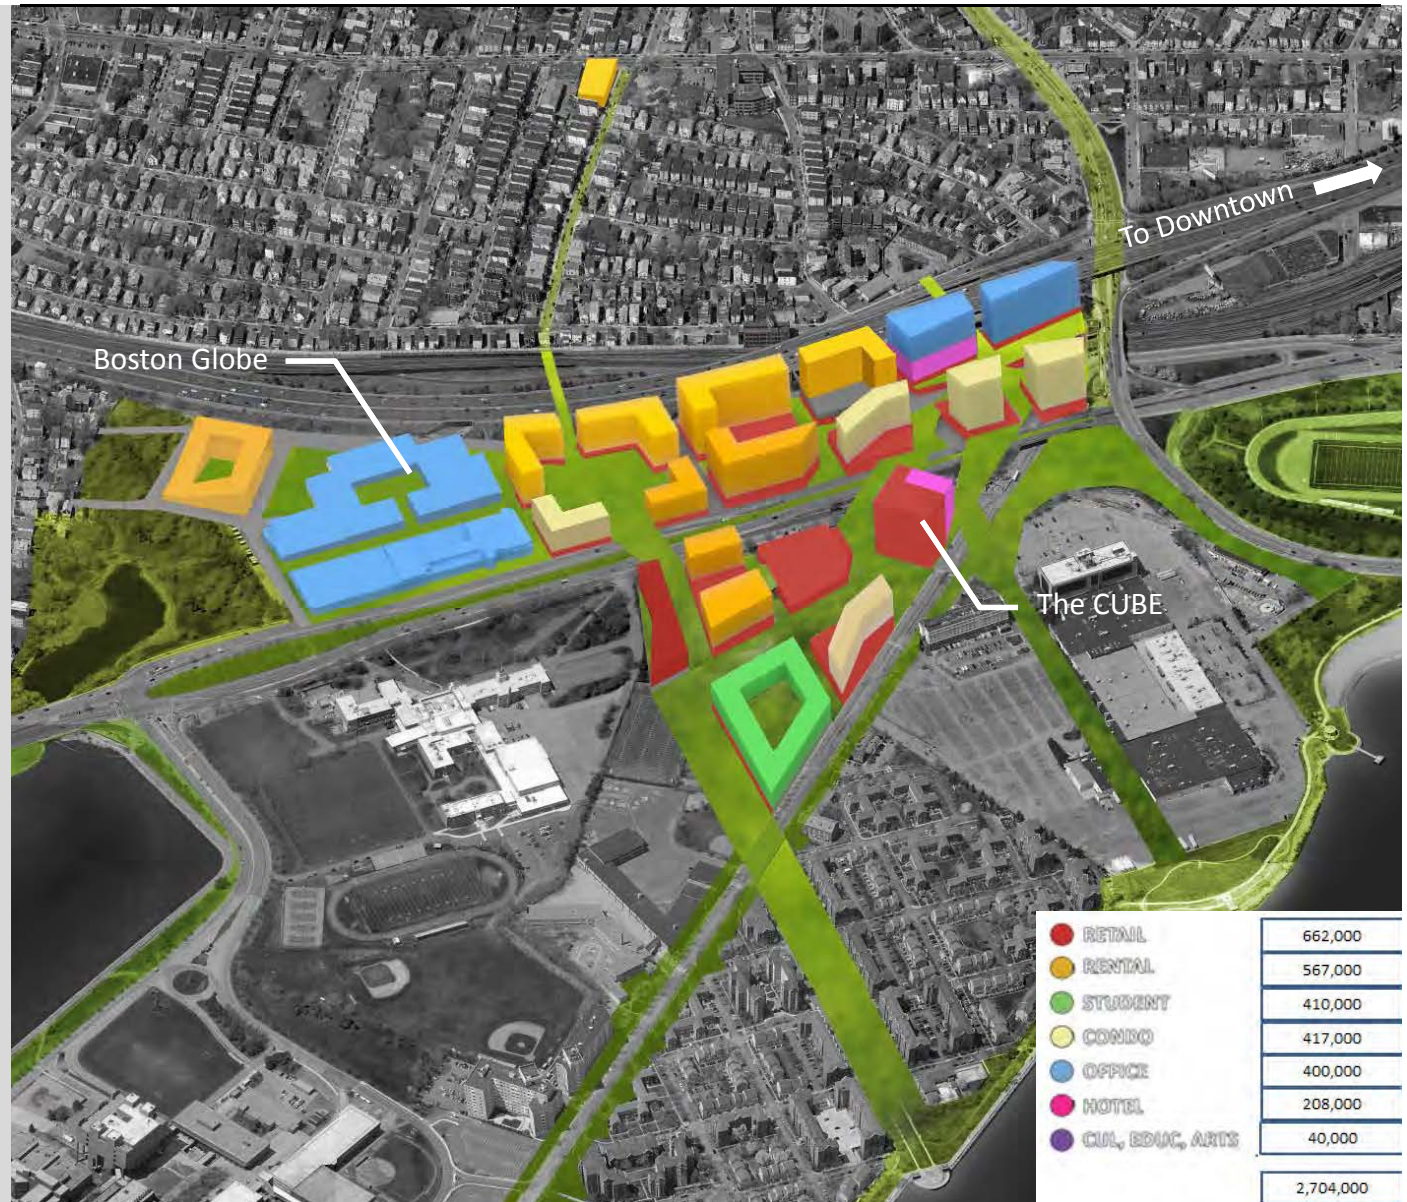 To Downtown
Boston Globe
The CUBE
RETAIL 662,000
RENTAL 567,000
STUDENT 410,000
CONDO 417,000
OFFICE 400,000
HOTEL 208,000
CUL, EDUC, ARTS 40,000
2,704,000